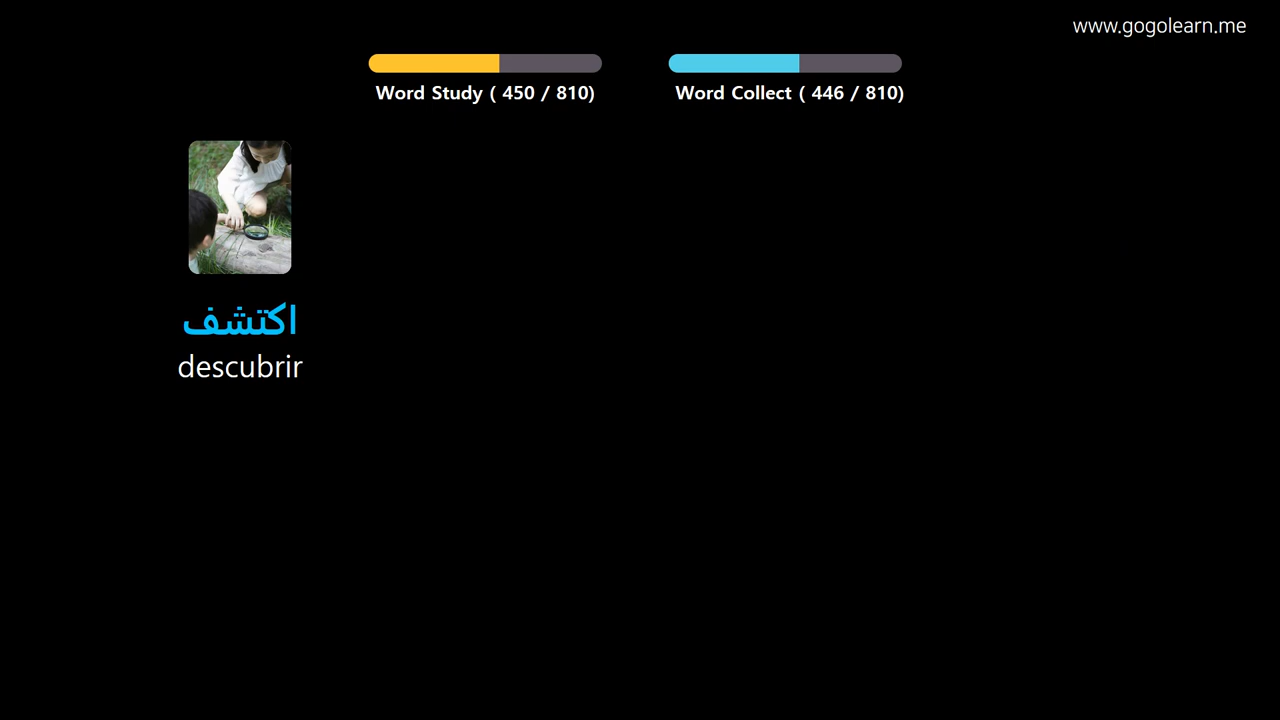 www.gogolearn.me
Word Study ( 450 / 810)
Word Collect ( 446 / 810)
اكتشف
descubrir